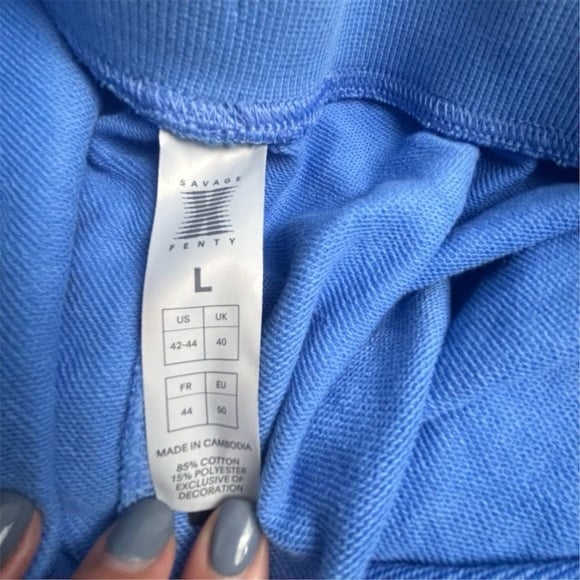 SAVAGE
FENTY
L
US UK
42-44 40
FR EU
44 50
MADE IN CAMBODIA
85% COTTON
15% POLYESTER
EXCLUSIVE OF
DECORATION